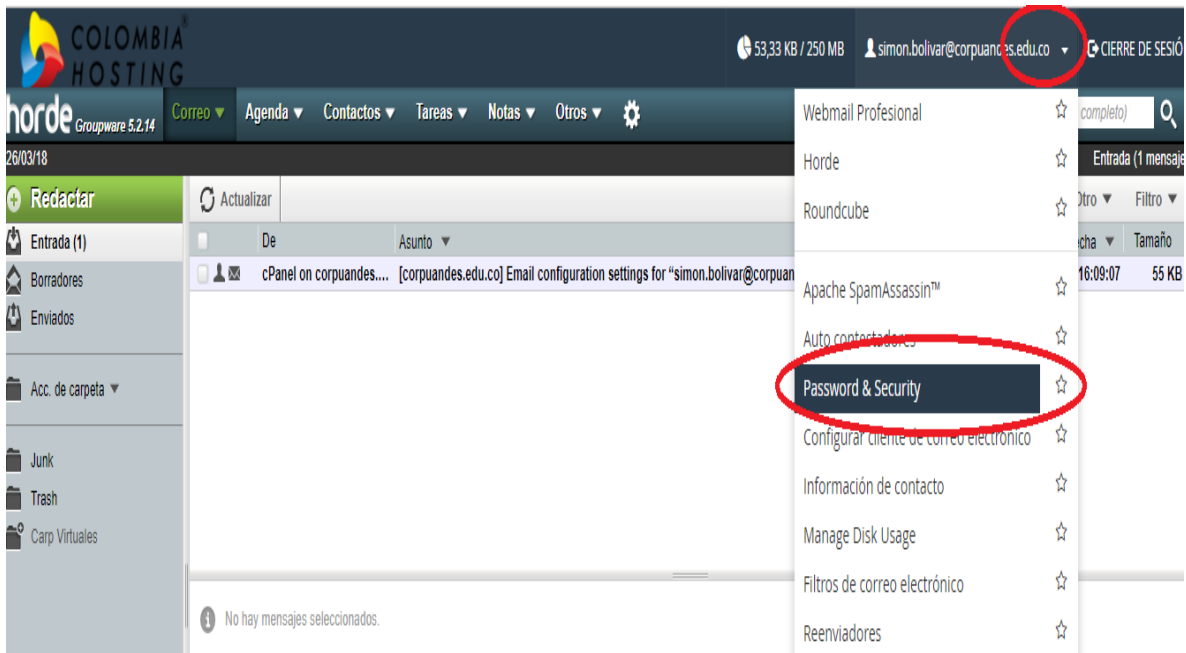 COLOMBIA
HOSTING
53,33 KB / 250 MB simon.bolivar@corpuandes.edu.co CIERRE DE SESIÓ
horde Groupware 5.2.14 Correo Agenda Contactos Tareas Notas Otros completo)
26/03/18 Entrada (1 mensaje
Redactar Actualizar Otro Filtro
Entrada (1) De Asunto echa Tamaño
cPanel on corpuandes.... [corpuandes.edu.co] Email configuration settings for “simon.bolivar@corpuan 16:09:07 55 KB
Borradores
Enviados
Acc. de carpeta
Junk
Trash
Carp Virtuales
Webmail Profesional
Horde
Roundcube
Apache SpamAssassin™
Auto contestadores
Password & Security
Configurar cliente de correo electrónico
Información de contacto
Manage Disk Usage
Filtros de correo electrónico
Reenviadores
No hay mensajes seleccionados.